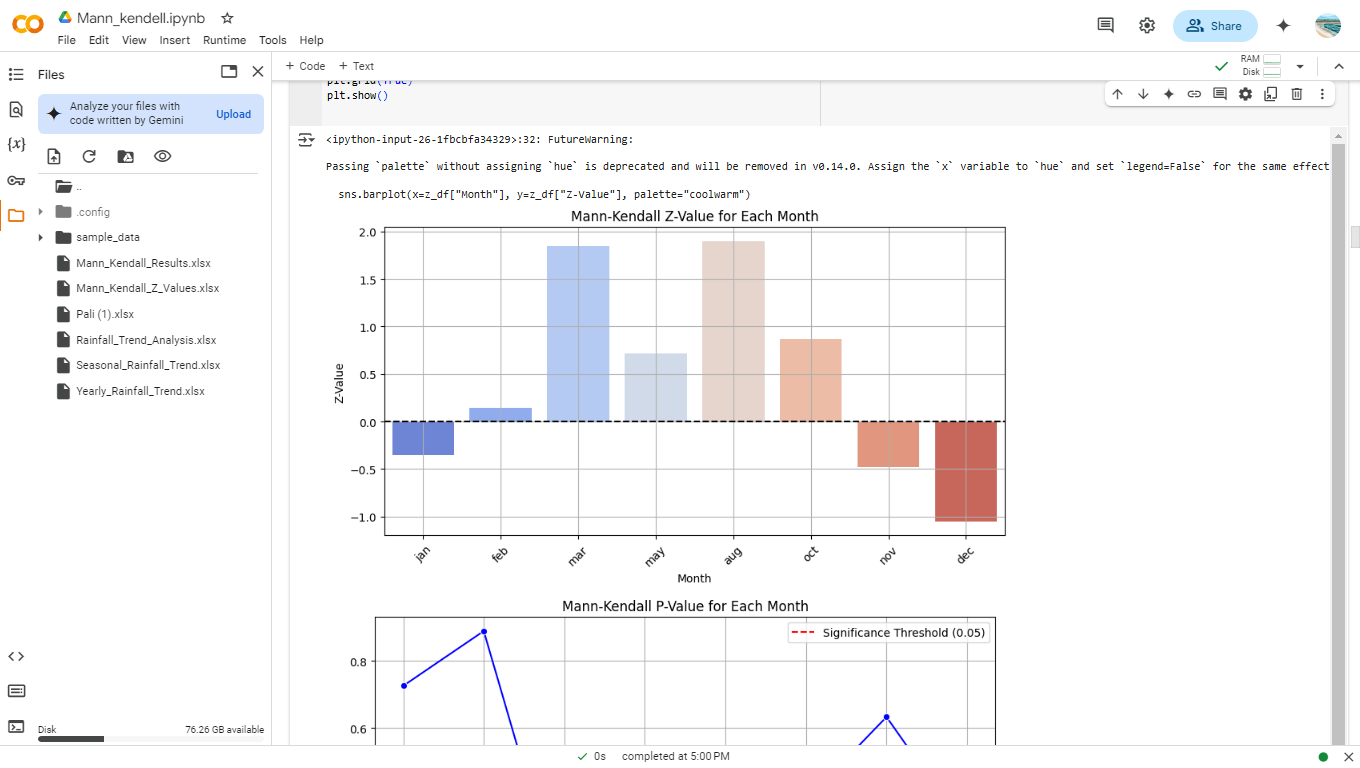 Mann_kendell.ipynb
File Edit View Insert Runtime Tools Help
Share
Files
+ Code + Text
RAM
Disk
Analyze your files with
code written by Gemini
Upload
..
.config
sample_data
Mann_Kendall_Results.xlsx
Mann_Kendall_Z_Values.xlsx
Pali (1).xlsx
Rainfall_Trend_Analysis.xlsx
Seasonal_Rainfall_Trend.xlsx
Yearly_Rainfall_Trend.xlsx
Disk 76.26 GB available
plt.grid(True)
plt.show()
<ipython-input-26-1fbcbfa34329>:32: FutureWarning:
Passing `palette` without assigning `hue` is deprecated and will be removed in v0.14.0. Assign the `x` variable to `hue` and set `legend=False` for the same effect
sns.barplot(x=z_df["Month"], y=z_df["Z-Value"], palette="coolwarm")
Mann-Kendall Z-Value for Each Month
2.0
1.5
1.0
0.5
0.0
−0.5
−1.0
Z-Value
jan feb mar may aug oct nov dec
Month
Mann-Kendall P-Value for Each Month
Significance Threshold (0.05)
0.8
0.6
0s completed at 5:00 PM